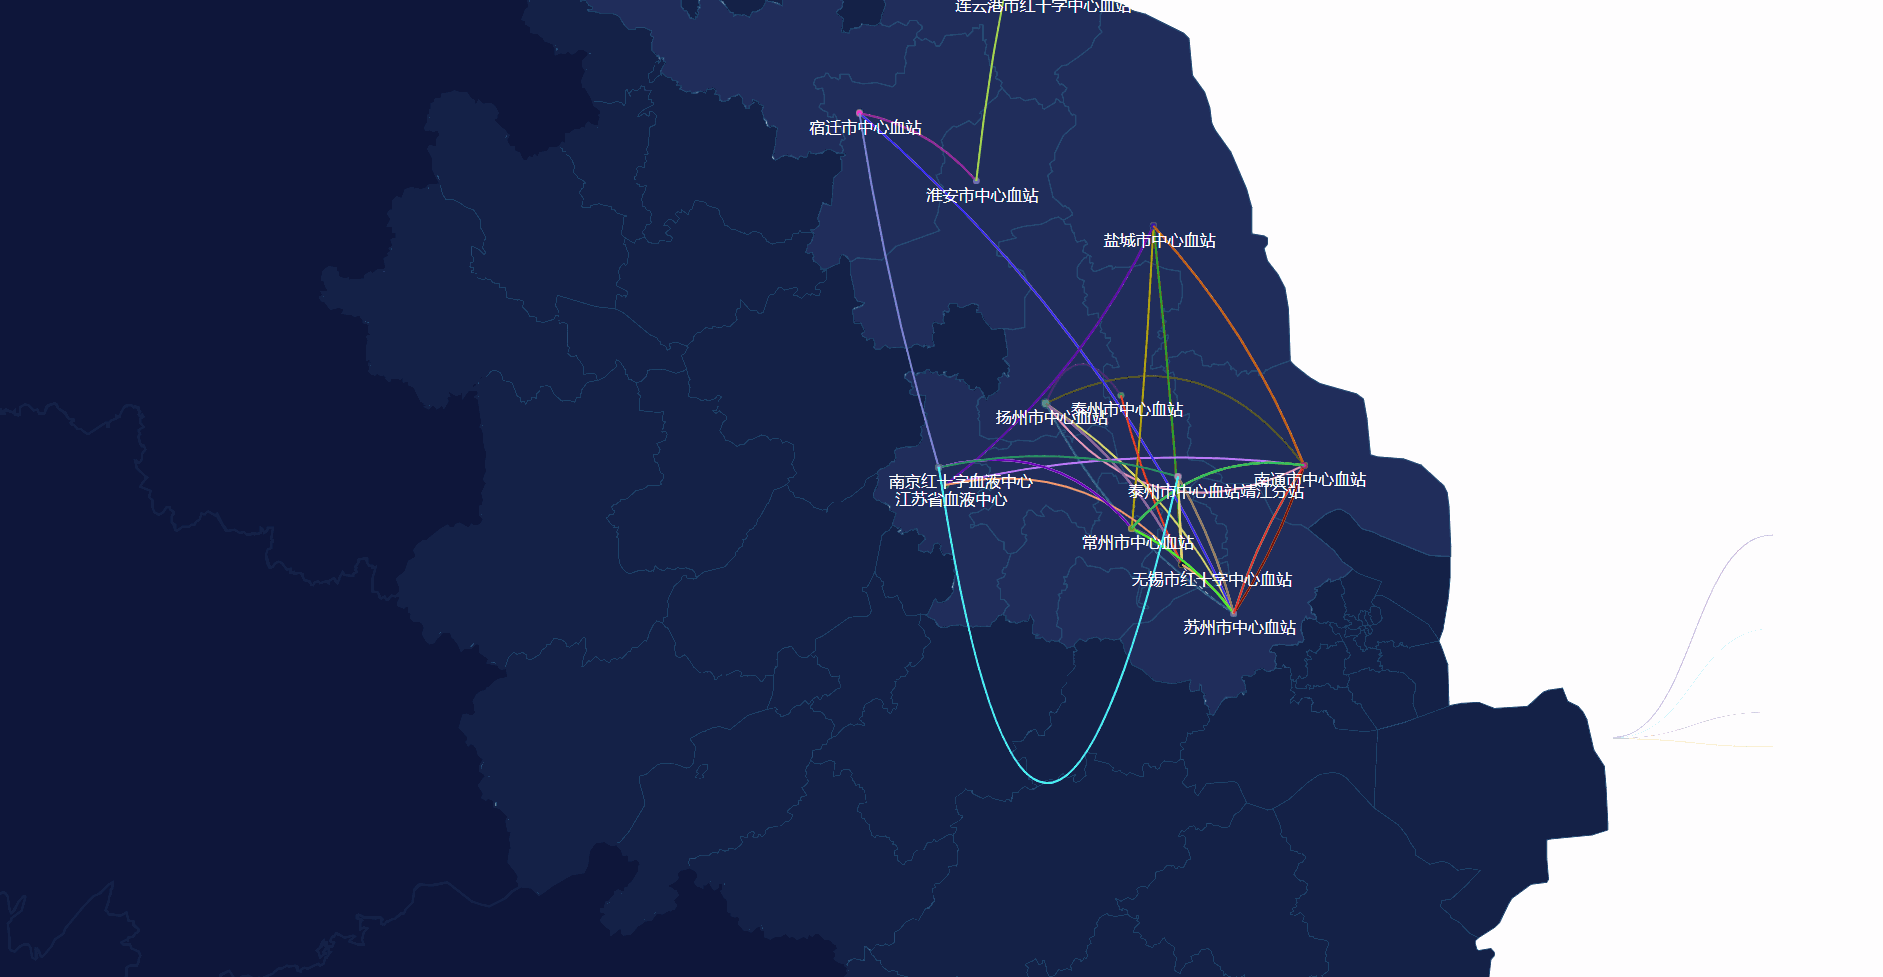 连云港市红十字中心血站
宿迁市中心血站
淮安市中心血站
盐城市中心血站
泰州市中心血站
扬州市中心血站
南京红十字血液中心
江苏省血液中心
南通市中心血站
泰州市中心血站靖江分站
常州市中心血站
无锡市红十字中心血站
苏州市中心血站